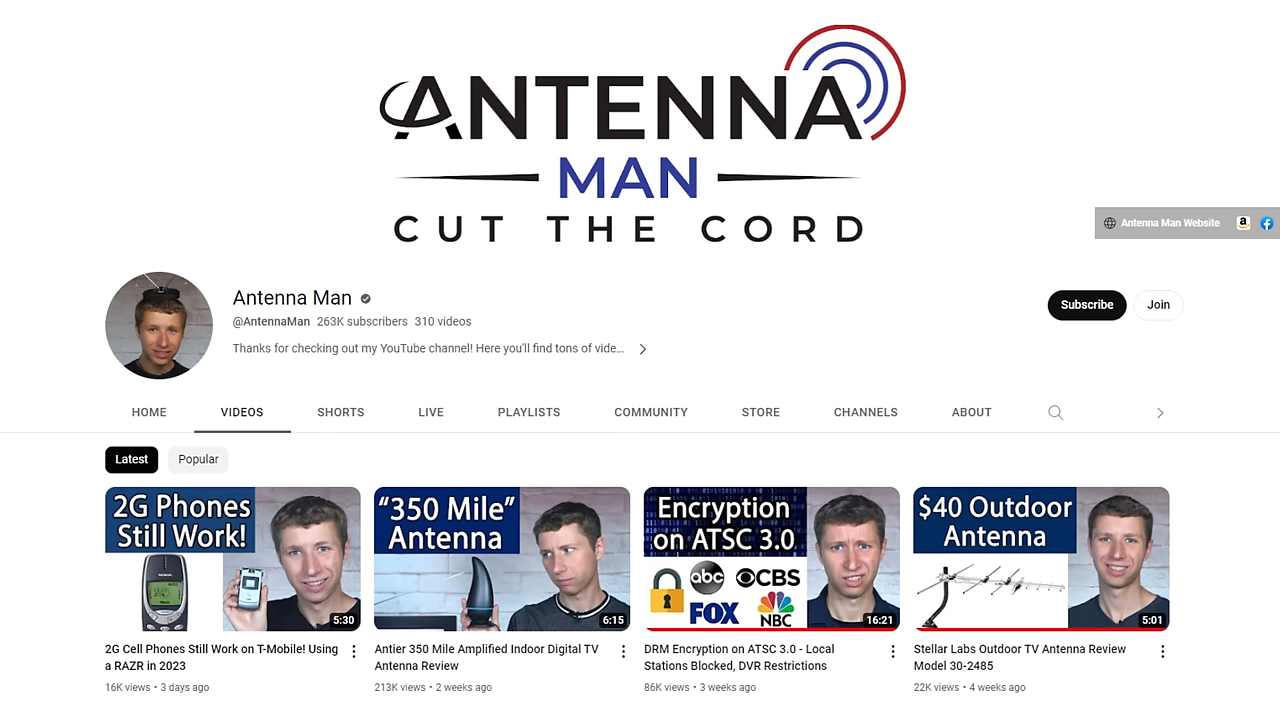 ANTENNA
MAN
CUT THE CORD
Antenna Man Website
Antenna Man
@AntennaMan 263K subscribers 310 videos
Thanks for checking out my YouTube channel! Here you'll find tons of vide...
Subscribe
Join
HOME
VIDEOS
SHORTS
LIVE
PLAYLISTS
COMMUNITY
STORE
CHANNELS
ABOUT
Latest
Popular
2G Phones
Still Work!
NOKIA
5:30
2G Cell Phones Still Work on T-Mobile! Using
a RAZR in 2023
16K views • 3 days ago
“350 Mile”
Antenna
6:15
Antier 350 Mile Amplified Indoor Digital TV
Antenna Review
213K views • 2 weeks ago
Encryption
on ATSC 3.0
abc
CBS
FOX
NBC
16:21
DRM Encryption on ATSC 3.0 - Local
Stations Blocked, DVR Restrictions
86K views • 3 weeks ago
$40 Outdoor
Antenna
5:01
Stellar Labs Outdoor TV Antenna Review
Model 30-2485
22K views • 4 weeks ago